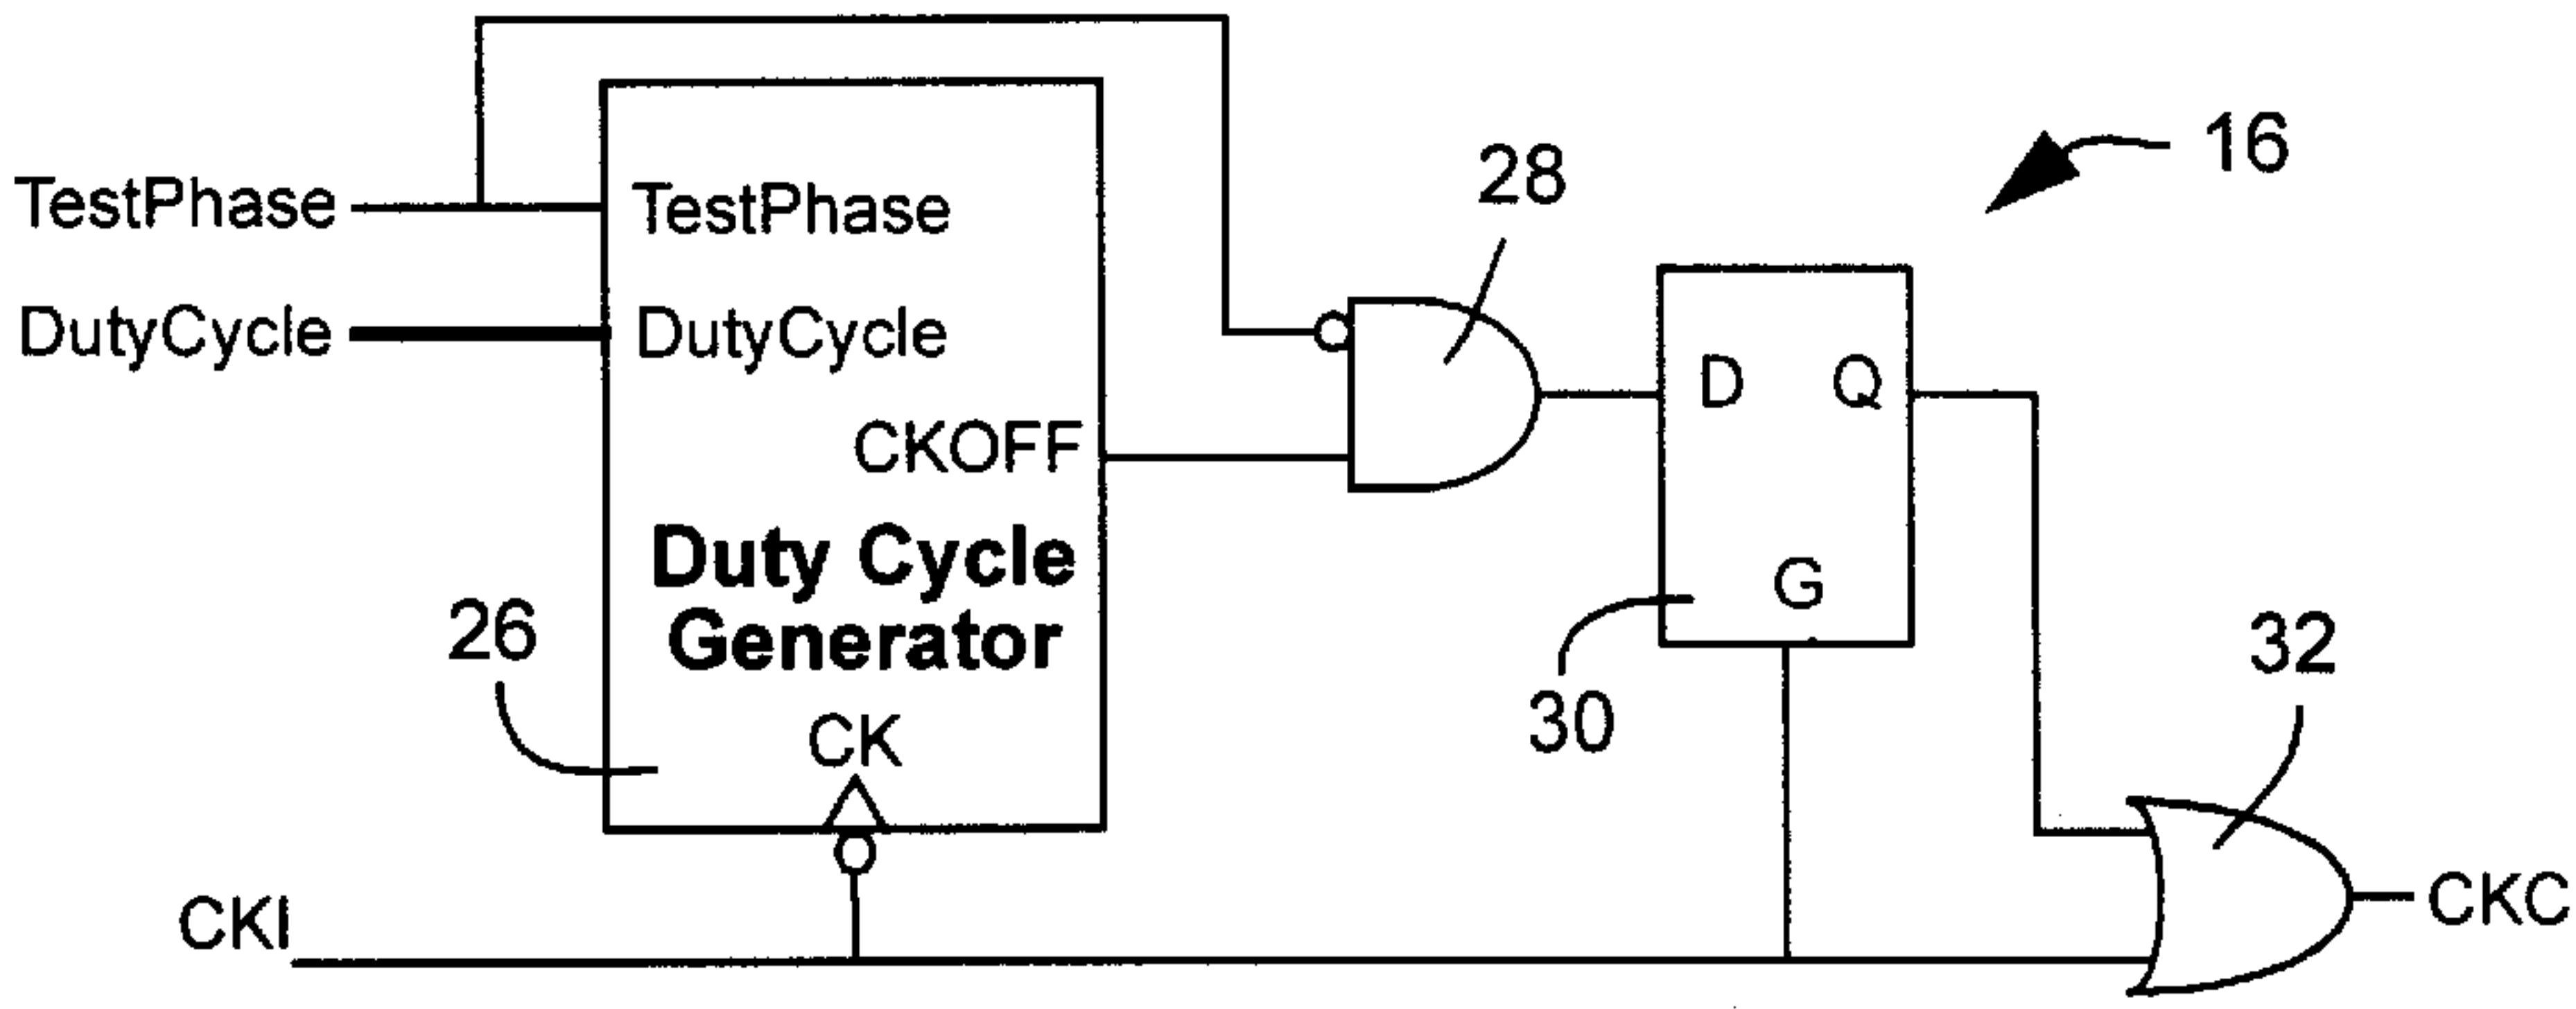 16
28
TestPhase
TestPhase
DutyCycle
DutyCycle
D
Q
CKOFF
Duty Cycle
Generator
G
26
32
30
CK
CKI
CKC